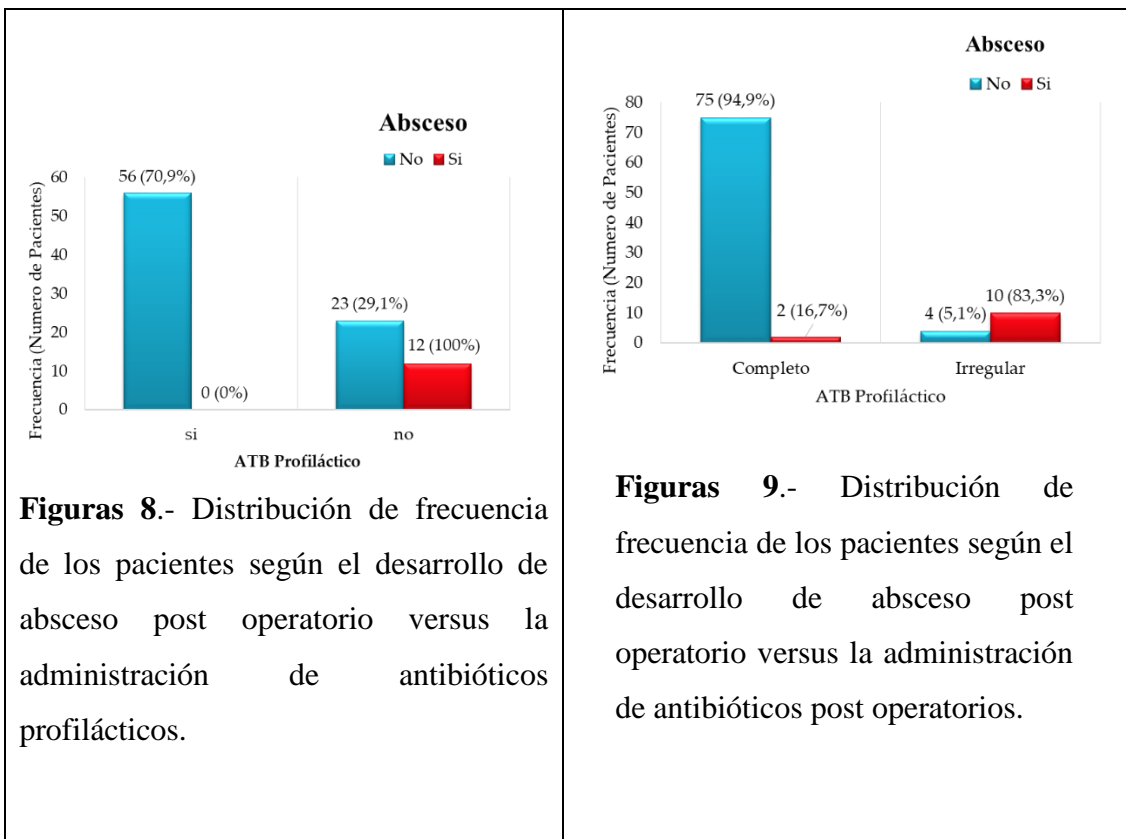 Absceso
No Si
Frecuencia (Numero de Pacientes)
60
50
40
30
20
10
0
56 (70,9%)
0 (0%)
23 (29,1%)
12 (100%)
si no
ATB Profiláctico
Figuras 8.- Distribución de frecuencia
de los pacientes según el desarrollo de
absceso post operatorio versus la
administración de antibióticos
profilácticos.
Absceso
No Si
Frecuencia (Numero de Pacientes)
80
70
60
50
40
30
20
10
0
75 (94,9%)
2 (16,7%)
4 (5,1%)
10 (83,3%)
Completo Irregular
ATB Profiláctico
Figuras 9.- Distribución de
frecuencia de los pacientes según el
desarrollo de absceso post
operatorio versus la administración
de antibióticos post operatorios.